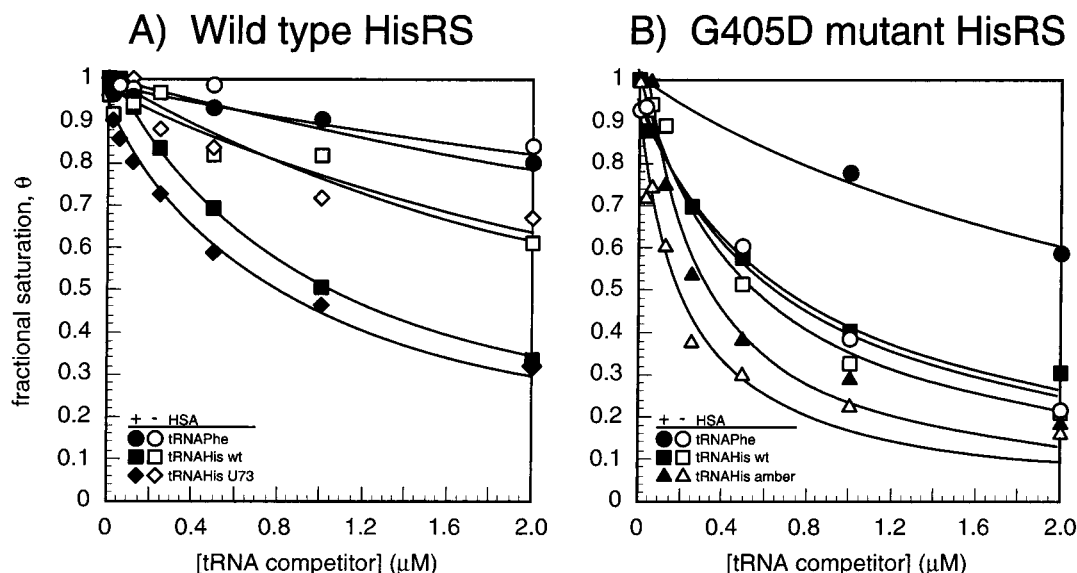 A) Wild type HisRS
B) G405D mutant HisRS
fractional saturation, θ
1
0.9
0.8
0.7
0.6
0.5
0.4
0.3
0.2
0.1
0
+ - HSA
tRNAPhe
tRNAHis wt
tRNAHis U73
0 0.4 0.8 1.2 1.6 2.0
[tRNA competitor] (μM)
1
0.9
0.8
0.7
0.6
0.5
0.4
0.3
0.2
0.1
0
+ - HSA
tRNAPhe
tRNAHis wt
tRNAHis amber
0 0.4 0.8 1.2 1.6 2.0
[tRNA competitor] (μM)